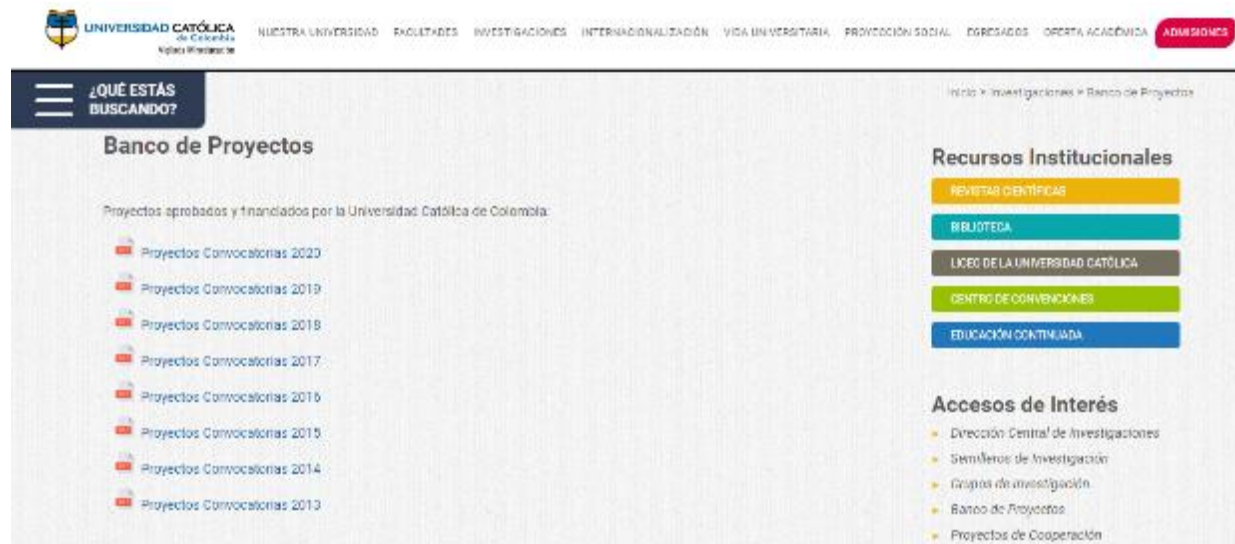 UNIVERSIDAD CATÓLICA
de Colombia
Vigilada Mineducación
NUESTRA UNIVERSIDAD FACULTADES INVESTIGACIONES INTERNACIONALIZACIÓN VIDA UNIVERSITARIA PROYECCIÓN SOCIAL EGRESADOS OFERTA ACADÉMICA ADMISIONES
¿QUÉ ESTÁS
BUSCANDO?
Inicio » Investigaciones » Banco de Proyectos
Banco de Proyectos
Proyectos aprobados y financiados por la Universidad Católica de Colombia:
Proyectos Convocatorias 2020
Proyectos Convocatorias 2019
Proyectos Convocatorias 2018
Proyectos Convocatorias 2017
Proyectos Convocatorias 2016
Proyectos Convocatorias 2015
Proyectos Convocatorias 2014
Proyectos Convocatorias 2013
Recursos Institucionales
REVISTAS CIENTÍFICAS
BIBLIOTECA
LICEO DE LA UNIVERSIDAD CATÓLICA
CENTRO DE CONVENCIONES
EDUCACIÓN CONTINUADA
Accesos de Interés
Dirección Central de Investigaciones
Semilleros de Investigación
Grupos de Investigación
Banco de Proyectos
Proyectos de Cooperación